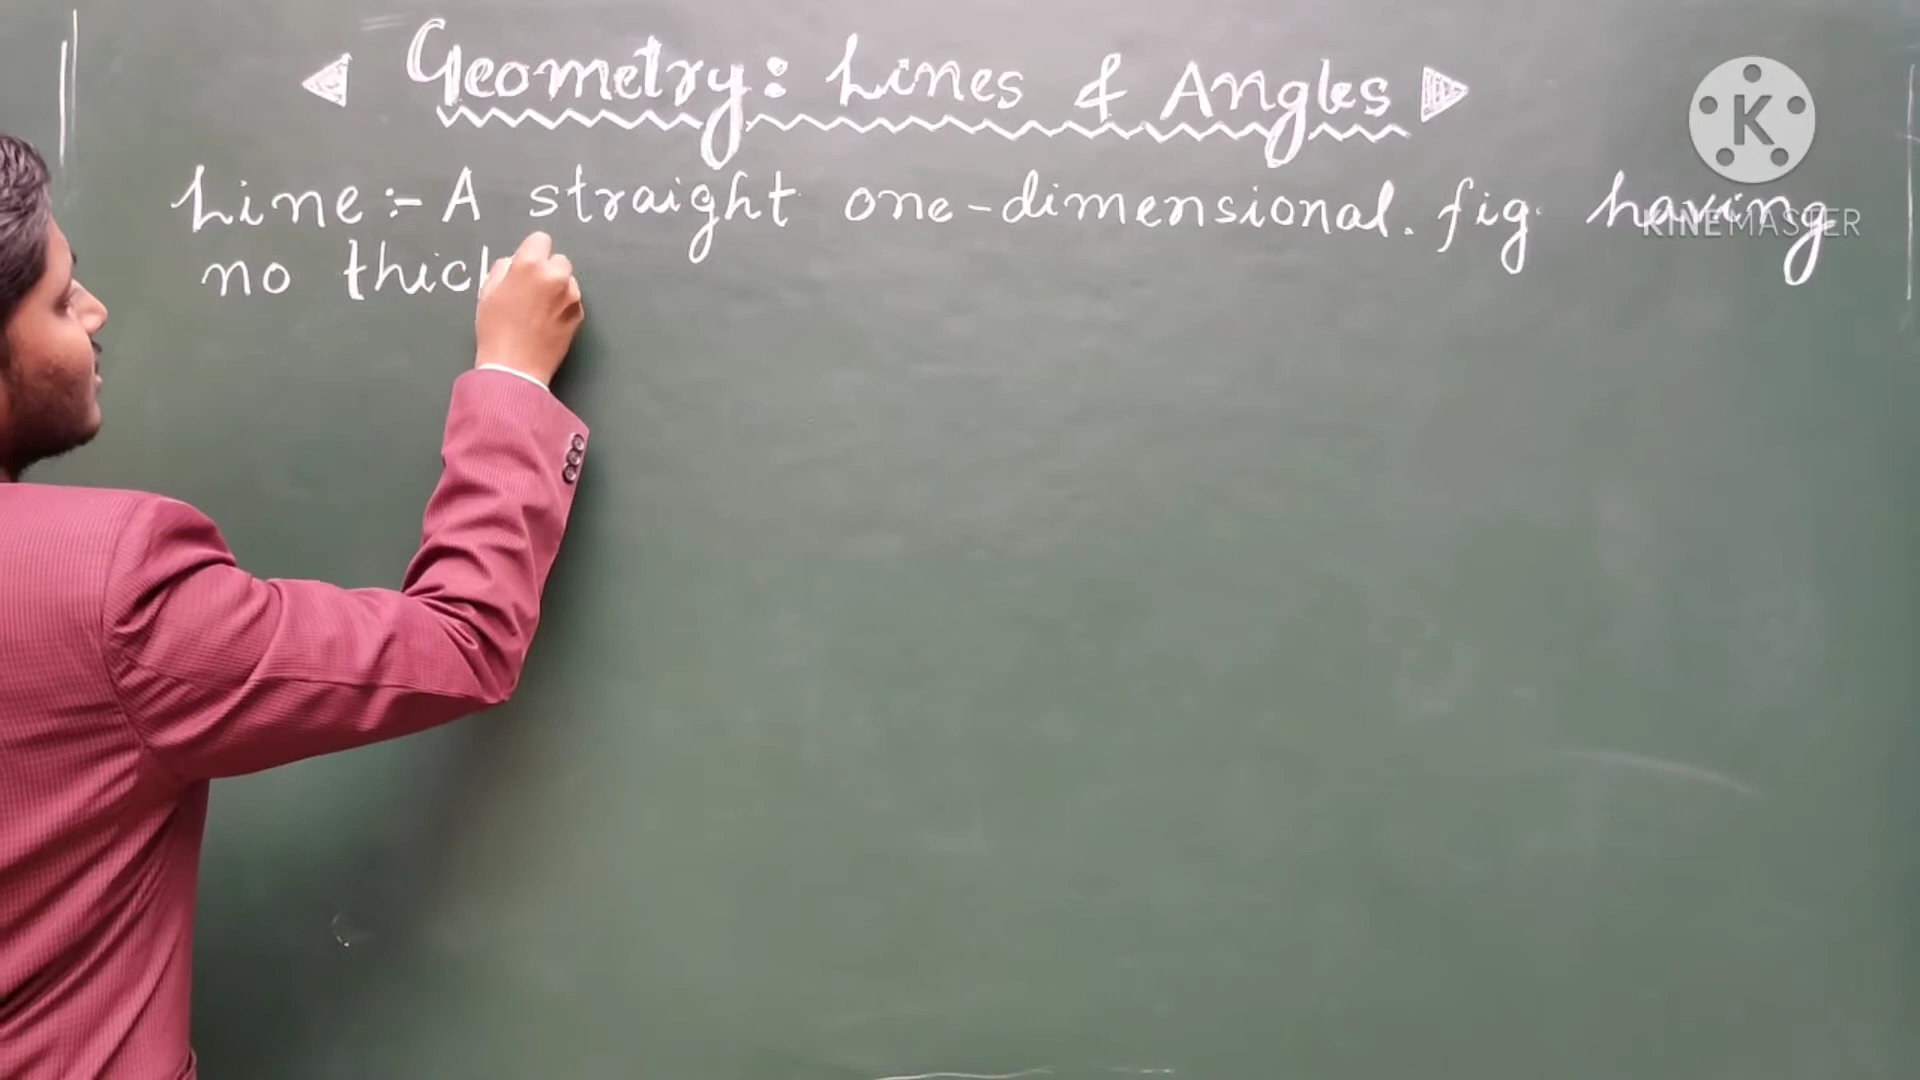 Geometry: Lines & Angles
Line :- A straight one-dimensional. fig. having
no thick
K
KINEMASTER